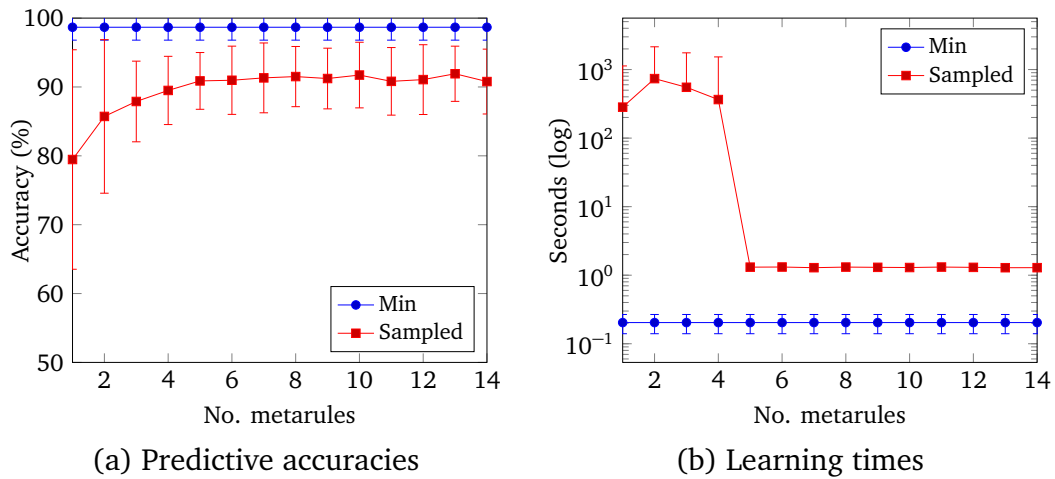 100
90
80
70
60
50
Accuracy (%)
2 4 6 8 10 12 14
No. metarules
Min
Sampled
(a) Predictive accuracies
10³
10²
10¹
10⁰
10⁻¹
Seconds (log)
2 4 6 8 10 12 14
No. metarules
Min
Sampled
(b) Learning times